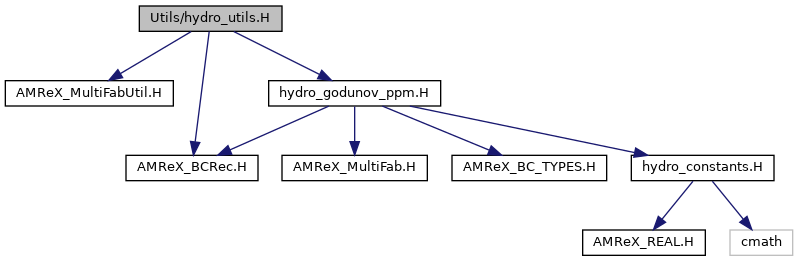 Utils/hydro_utils.H
AMReX_MultiFabUtil.H
hydro_godunov_ppm.H
AMReX_BCRec.H
AMReX_MultiFab.H
AMReX_BC_TYPES.H
hydro_constants.H
AMReX_REAL.H
cmath